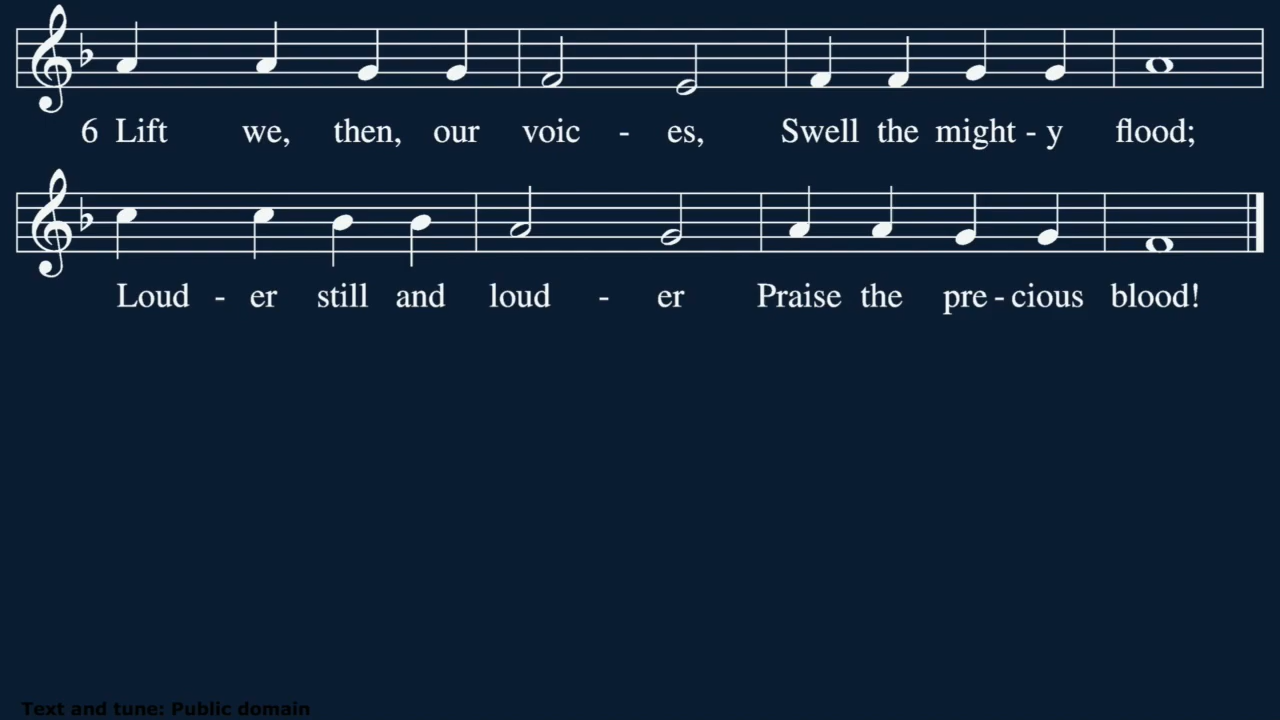 6 Lift we, then, our voic - es, Swell the might - y flood;
Loud - er still and loud - er Praise the pre - cious blood!
Text and tune: Public domain